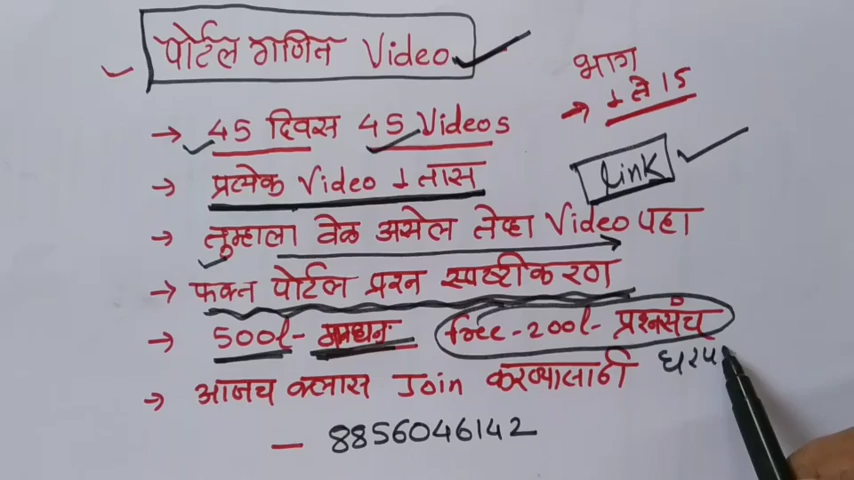 पोर्टल गणित Video
भाग
1 ते 15
→ 45 दिवस 45 Videos
→ प्रत्येक Video 1 तास
link
→ तुम्हाला वेळ असेल तेव्हा Video पहा
→ फक्त पोर्टल प्रश्न स्पष्टीकरण
→ 500/-
free - 200/- प्रश्नसंच
घरप
→ आजच क्लास Join करण्यासाठी
— 8856046142